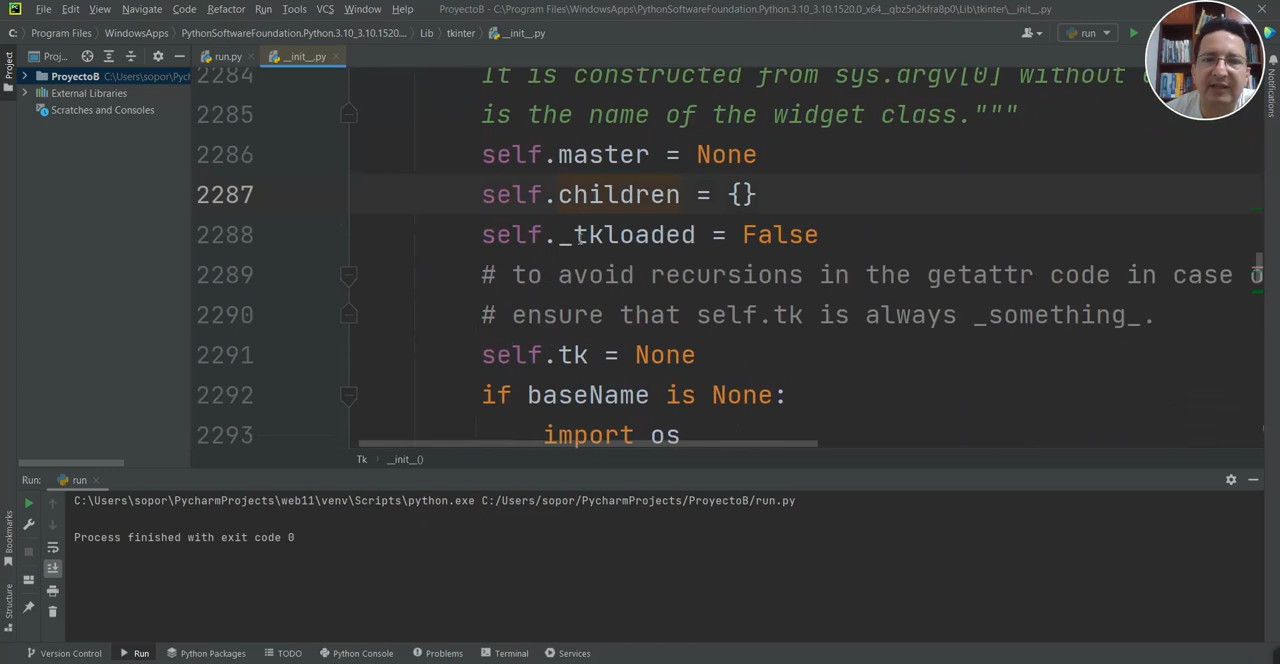 File Edit View Navigate Code Refactor Run Tools VCS Window Help
ProyectoB – C:\Program Files\WindowsApps\PythonSoftwareFoundation.Python.3.10_3.10.1520.0_x64__qbz5n2kfra8p0\Lib\tkinter\__init__.py
C: Program Files WindowsApps PythonSoftwareFoundation.Python.3.10_3.10.1520.0_x64... Lib tkinter __init__.py
run
Project
Proj...
run.py
__init__.py
ProyectoB C:\Users\sopor\Pych
External Libraries
Scratches and Consoles
2284 It is constructed from sys.argv[0] without
2285 is the name of the widget class."""
2286 self.master = None
2287 self.children = {}
2288 self._tkloaded = False
2289 # to avoid recursions in the getattr code in case o
2290 # ensure that self.tk is always _something_.
2291 self.tk = None
2292 if baseName is None:
2293 import os
Tk __init__()
Notifications
Run: run
C:\Users\sopor\PycharmProjects\web11\venv\Scripts\python.exe C:/Users/sopor/PycharmProjects/ProyectoB/run.py
Process finished with exit code 0
Bookmarks
Structure
Version Control Run Python Packages TODO Python Console Problems Terminal Services